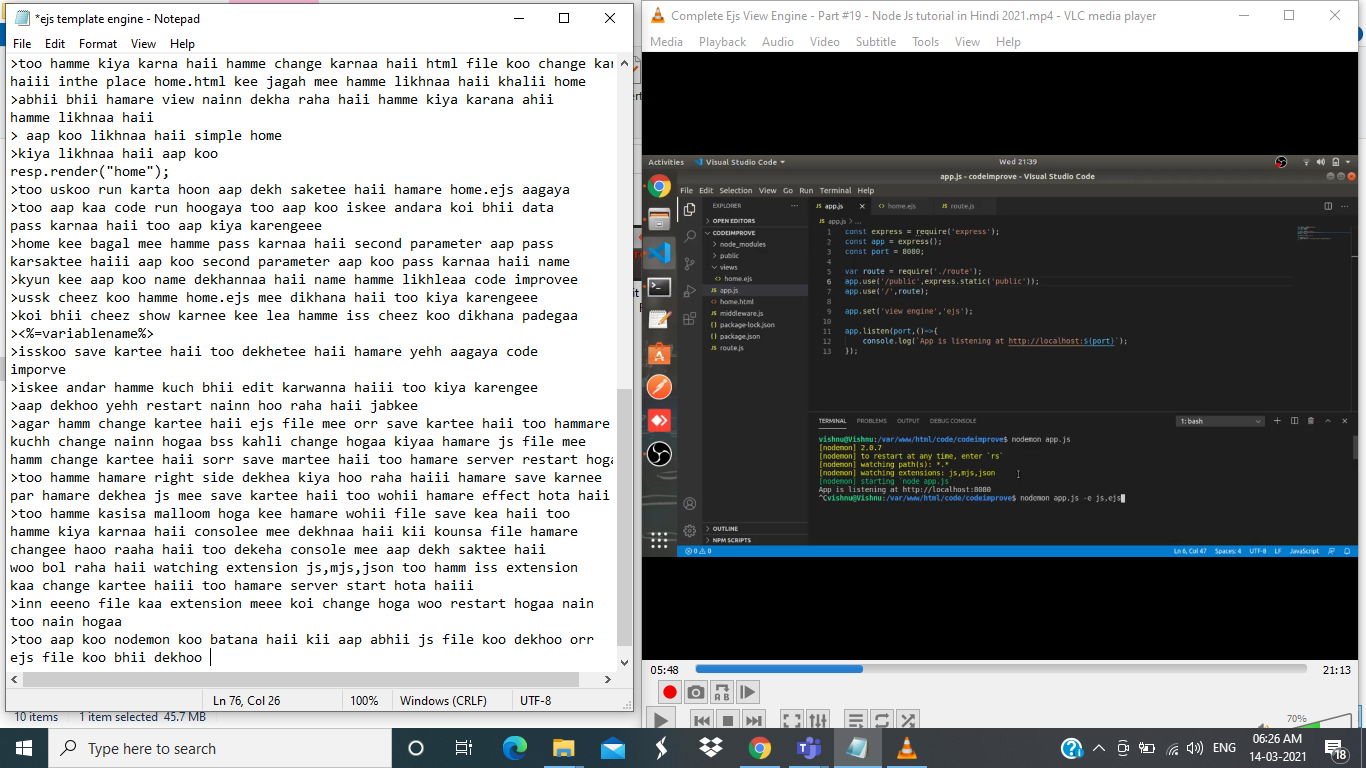 *ejs template engine - Notepad
File Edit Format View Help
>too hamme kiya karna haii hamme change karnaa haii html file koo change kar
haiii inthe place home.html kee jagah mee hamme likhnaa haii khalii home
>abhii bhii hamare view nainn dekha raha haii hamme kiya karana ahii
hamme likhnaa haii
> aap koo likhnaa haii simple home
>kiya likhnaa haii aap koo
resp.render("home");
>too uskoo run karta hoon aap dekh saketee haii hamare home.ejs aagaya
>too aap kaa code run hoogaya too aap koo iskee andara koi bhii data
pass karnaa haii too aap kiya karengeee
>home kee bagal mee hamme pass karnaa haii second parameter aap pass
karsaktee haiii aap koo second parameter aap koo pass karnaa haii name
>kyun kee aap koo name dekhannaa haii name hamme likhleaa code improvee
>ussk cheez koo hamme home.ejs mee dikhana haii too kiya karengeee
>koi bhii cheez show karnee kee lea hamme iss cheez koo dikhana padegaa
><%=variablename%>
>isskoo save kartee haii too dekhetee haii hamare yehh aagaya code
imporve
>iskee andar hamme kuch bhii edit karwanna haiii too kiya karengee
>aap dekhoo yehh restart nainn hoo raha haii jabkee
>agar hamm change kartee haii ejs file mee orr save kartee haii too hammare
kuchh change nainn hogaa bss kahli change hogaa kiyaa hamare js file mee
hamm change kartee haii sorr save martee haii too hamare server restart hoga
>too hamme hamare right side dekhea kiya hoo raha haiii hamare save karnee
par hamare dekhea js mee save kartee haii too wohii hamare effect hota haii
>too hamme kasisa malloom hoga kee hamare wohii file save kea haii too
hamme kiya karnaa haii consolee mee dekhnaa haii kii kounsa file hamare
changee haoo raaha haii too dekeha console mee aap dekh saktee haii
woo bol raha haii watching extension js,mjs,json too hamm iss extension
kaa change kartee haiii too hamare server start hota haiii
>inn eeeno file kaa extension meee koi change hoga woo restart hogaa nain
too nain hogaa
>too aap koo nodemon koo batana haii kii aap abhii js file koo dekhoo orr
ejs file koo bhii dekhoo
Ln 76, Col 26 100% Windows (CRLF) UTF-8
10 items 1 item selected 45.7 MB
Complete Ejs View Engine - Part #19 - Node Js tutorial in Hindi 2021.mp4 - VLC media player
Media Playback Audio Video Subtitle Tools View Help
Activities Visual Studio Code Wed 21:39
app.js - codeimprove - Visual Studio Code
File Edit Selection View Go Run Terminal Help
EXPLORER
OPEN EDITORS
CODEIMPROVE
node_modules
public
views
home.ejs
app.js
home.html
middleware.js
package-lock.json
package.json
route.js
OUTLINE
NPM SCRIPTS
app.js home.ejs route.js
app.js > ...
1 const express = require('express');
2 const app = express();
3 const port = 8080;
4
5 var route = require('./route');
6 app.use('/public',express.static('public'));
7 app.use('/',route);
8
9 app.set('view engine','ejs');
10
11 app.listen(port,()=>{
12 console.log(`App is listening at http://localhost:${port}`);
13 });
TERMINAL PROBLEMS OUTPUT DEBUG CONSOLE 1: bash
vishnu@Vishnu:/var/www/html/code/codeimprove$ nodemon app.js
[nodemon] 2.0.7
[nodemon] to restart at any time, enter `rs`
[nodemon] watching path(s): *.*
[nodemon] watching extensions: js,mjs,json
[nodemon] starting `node app.js`
App is listening at http://localhost:8080
^Cvishnu@Vishnu:/var/www/html/code/codeimprove$ nodemon app.js -e js,ejs
0 0 Ln 6, Col 47 Spaces: 4 UTF-8 LF JavaScript
05:48 21:13
70%
Type here to search
ENG
06:26 AM
14-03-2021
18